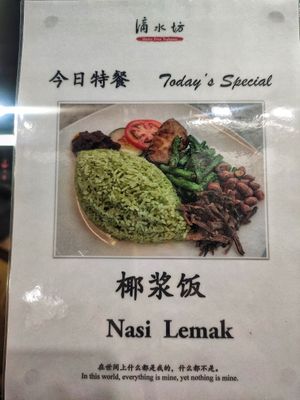 滴水坊
今日特餐 Today's Special
椰浆饭
Nasi Lemak
在世间上什么都是我的，什么都不是。
In this world, everything is mine, yet nothing is mine.